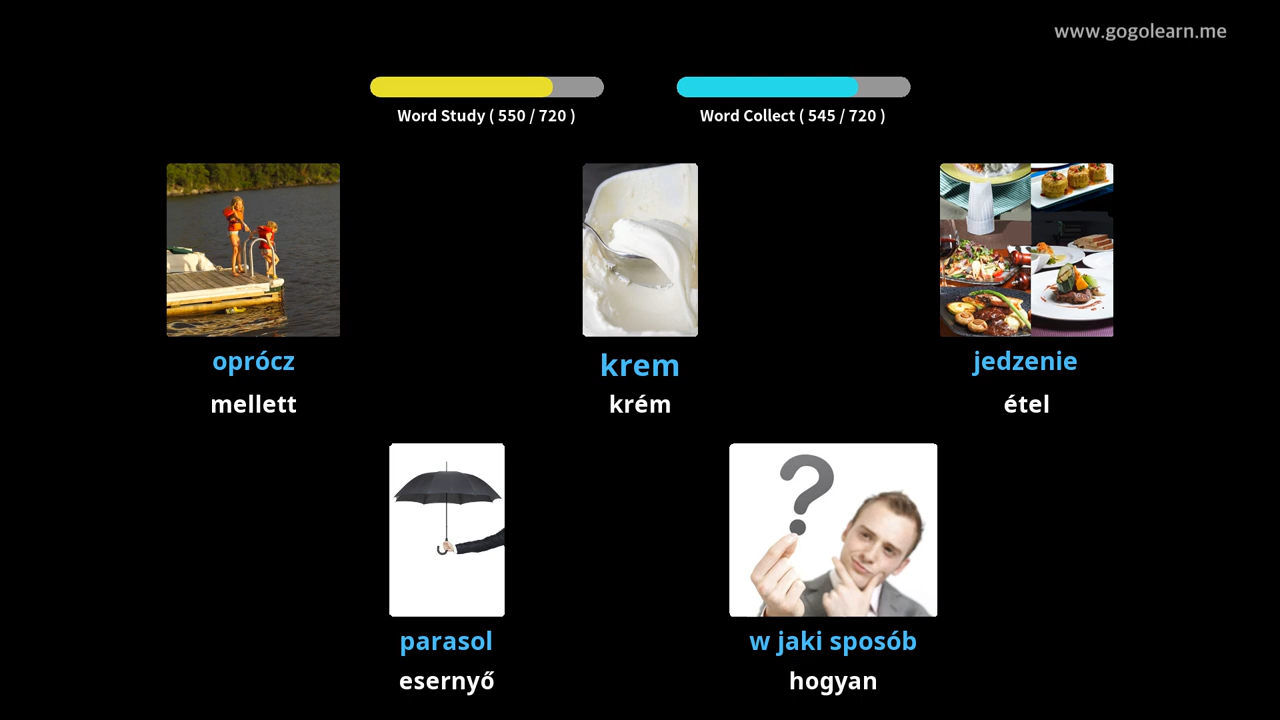 www.gogolearn.me
Word Study ( 550 / 720 )
Word Collect ( 545 / 720 )
oprócz
mellett
krem
krém
jedzenie
étel
parasol
esernyő
w jaki sposób
hogyan